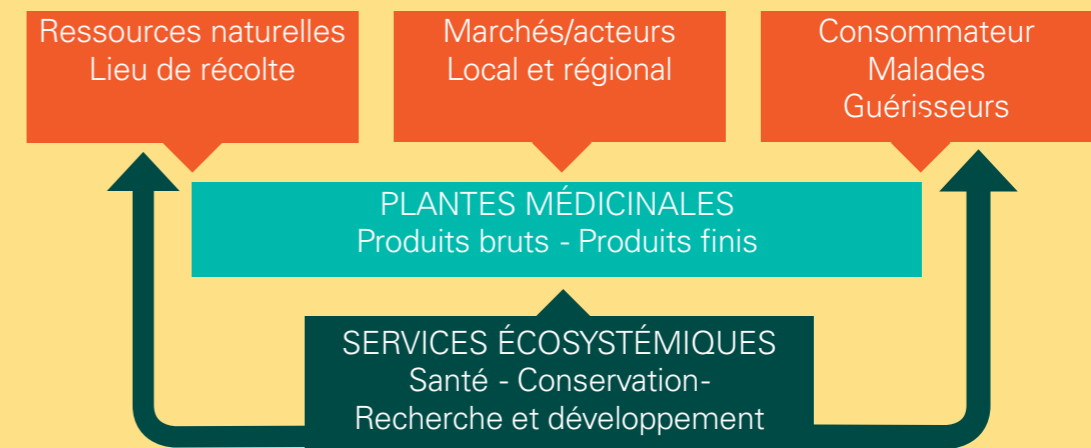 Ressources naturelles
Lieu de récolte
Marchés/acteurs
Local et régional
Consommateur
Malades
Guérisseurs
PLANTES MÉDICINALES
Produits bruts - Produits finis
SERVICES ÉCOSYSTÉMIQUES
Santé - Conservation-
Recherche et développement